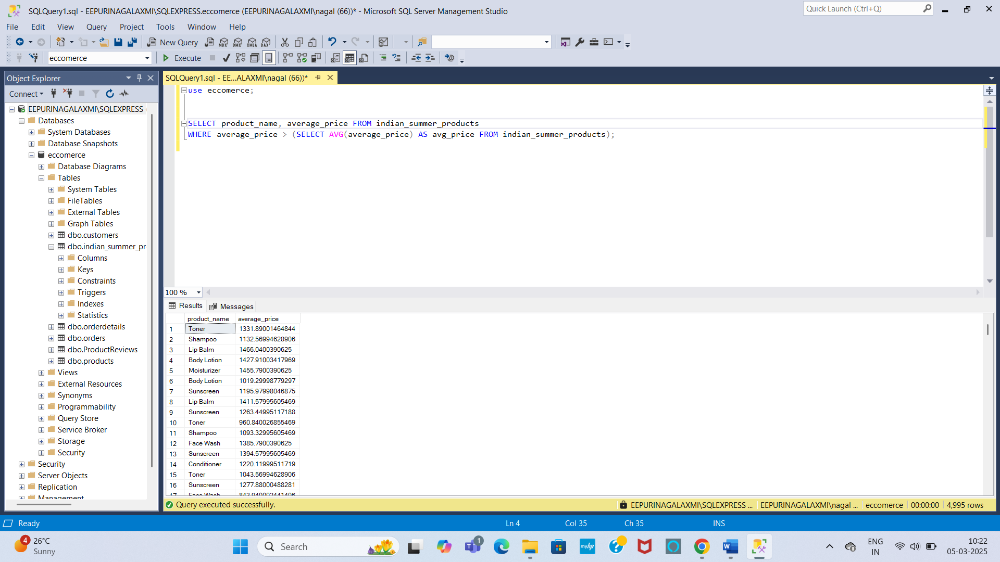 SQLQuery1.sql - EEPURINAGALAXMI\SQLEXPRESS.eccomerce (EEPURINAGALAXMI\nagal (66))* - Microsoft SQL Server Management Studio
Quick Launch (Ctrl+Q)
File Edit View Query Project Tools Window Help
New Query MDX DMX XMLA DAX
eccomerce Execute
Object Explorer
Connect
EEPURINAGALAXMI\SQLEXPRESS (
Databases
System Databases
Database Snapshots
eccomerce
Database Diagrams
Tables
System Tables
FileTables
External Tables
Graph Tables
dbo.customers
dbo.indian_summer_pr
Columns
Keys
Constraints
Triggers
Indexes
Statistics
dbo.orderdetails
dbo.orders
dbo.ProductReviews
dbo.products
Views
External Resources
Synonyms
Programmability
Query Store
Service Broker
Storage
Security
Security
Server Objects
Replication
Management
SQLQuery1.sql - EE...ALAXMI\nagal (66))*
use eccomerce;
SELECT product_name, average_price FROM indian_summer_products
WHERE average_price > (SELECT AVG(average_price) AS avg_price FROM indian_summer_products);
100 %
Results Messages
product_name average_price
1 Toner 1331.89001464844
2 Shampoo 1132.56994628906
3 Lip Balm 1466.0400390625
4 Body Lotion 1427.91003417969
5 Moisturizer 1455.7900390625
6 Body Lotion 1019.29998779297
7 Sunscreen 1195.97998046875
8 Lip Balm 1411.57995605469
9 Sunscreen 1263.44995117188
10 Toner 960.840026855469
11 Shampoo 1093.32995605469
12 Face Wash 1385.7900390625
13 Sunscreen 1394.57995605469
14 Conditioner 1220.11999511719
15 Toner 1043.56994628906
16 Sunscreen 1277.88000488281
17 Face Wash 843.940002441406
Query executed successfully.
EEPURINAGALAXMI\SQLEXPRESS ... EEPURINAGALAXMI\nagal ... eccomerce 00:00:00 4,995 rows
Ready Ln 4 Col 35 Ch 35 INS
4 26°C
Sunny
Search
1
myhp
ENG
IN
10:22
05-03-2025